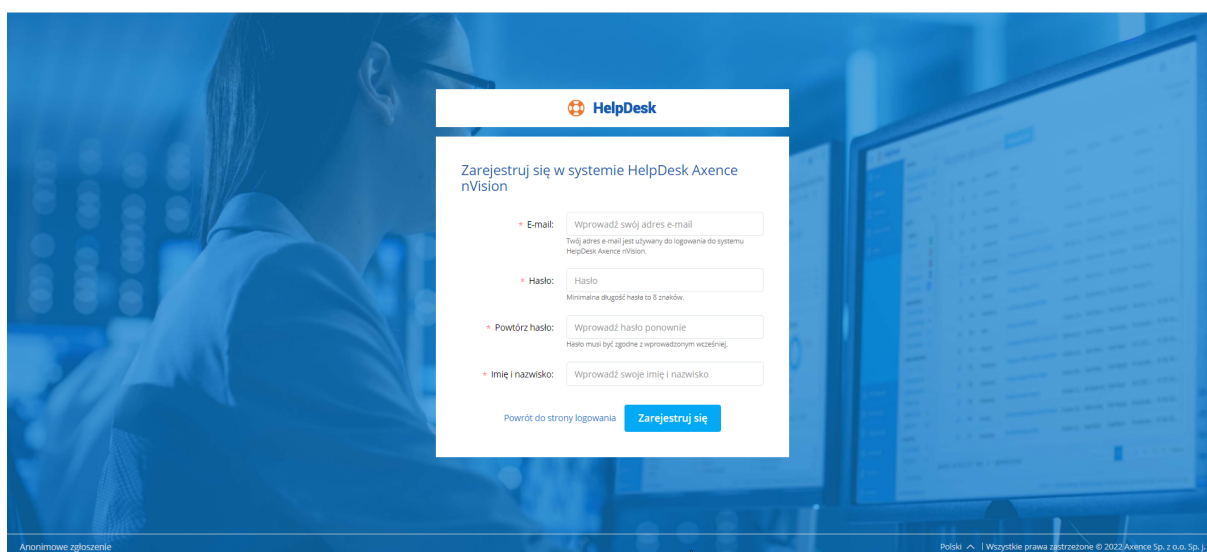 HelpDesk
Zarejestruj się w systemie HelpDesk Axence
nVision
* E-mail: Wprowadź swój adres e-mail
Twój adres e-mail jest używany do logowania do systemu
HelpDesk Axence nVision.
* Hasło: Hasło
Minimalna długość hasła to 8 znaków.
* Powtórz hasło: Wprowadź hasło ponownie
Hasło musi być zgodne z wprowadzonym wcześniej.
* Imię i nazwisko: Wprowadź swoje imię i nazwisko
Powrót do strony logowania Zarejestruj się
Anonimowe zgłoszenie Polski | Wszystkie prawa zastrzeżone © 2022 Axence Sp. z o.o. Sp. j.